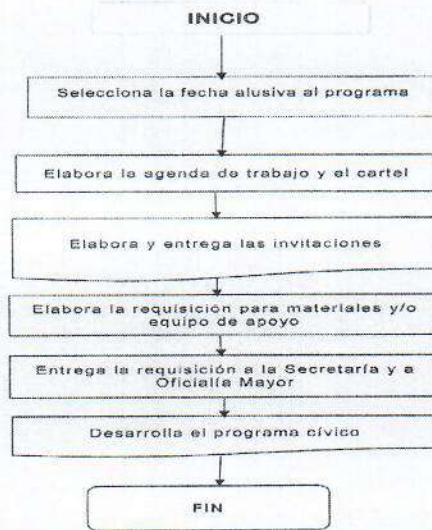 INICIO
Selecciona la fecha alusiva al programa
Elabora la agenda de trabajo y el cartel
Elabora y entrega las invitaciones
Elabora la requisición para materiales y/o
equipo de apoyo
Entrega la requisición a la Secretaría y a
Oficialía Mayor
Desarrolla el programa cívico
FIN